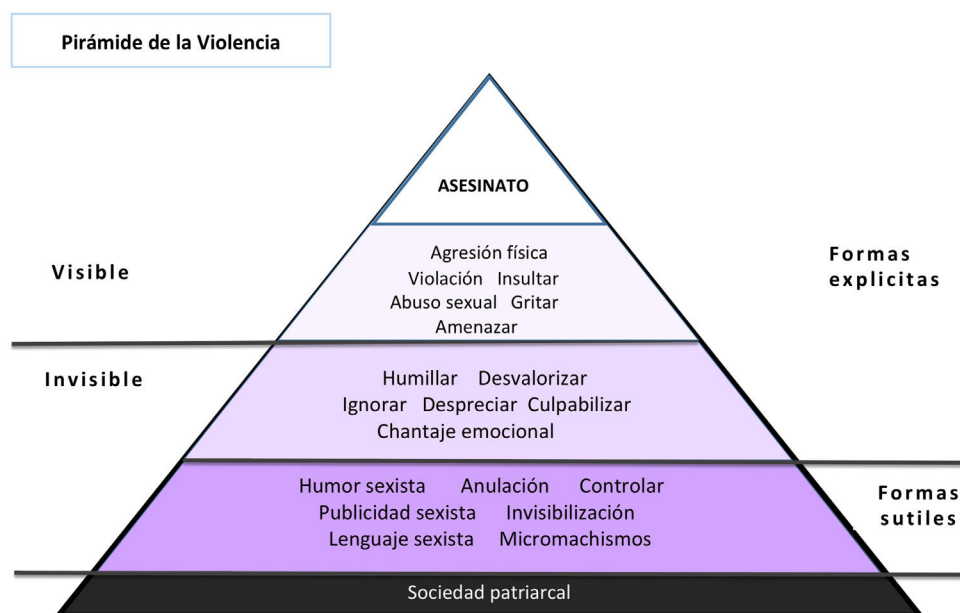 Pirámide de la Violencia
ASESINATO
Visible
Agresión física
Violación Insultar
Abuso sexual Gritar
Amenazar
Formas
explicitas
Invisible
Humillar Desvalorizar
Ignorar Despreciar Culpabilizar
Chantaje emocional
Humor sexista Anulación Controlar
Publicidad sexista Invisibilización
Lenguaje sexista Micromachismos
Formas
sutiles
Sociedad patriarcal